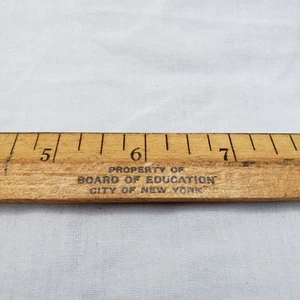 5 6 7
PROPERTY OF
BOARD OF EDUCATION
CITY OF NEW YORK